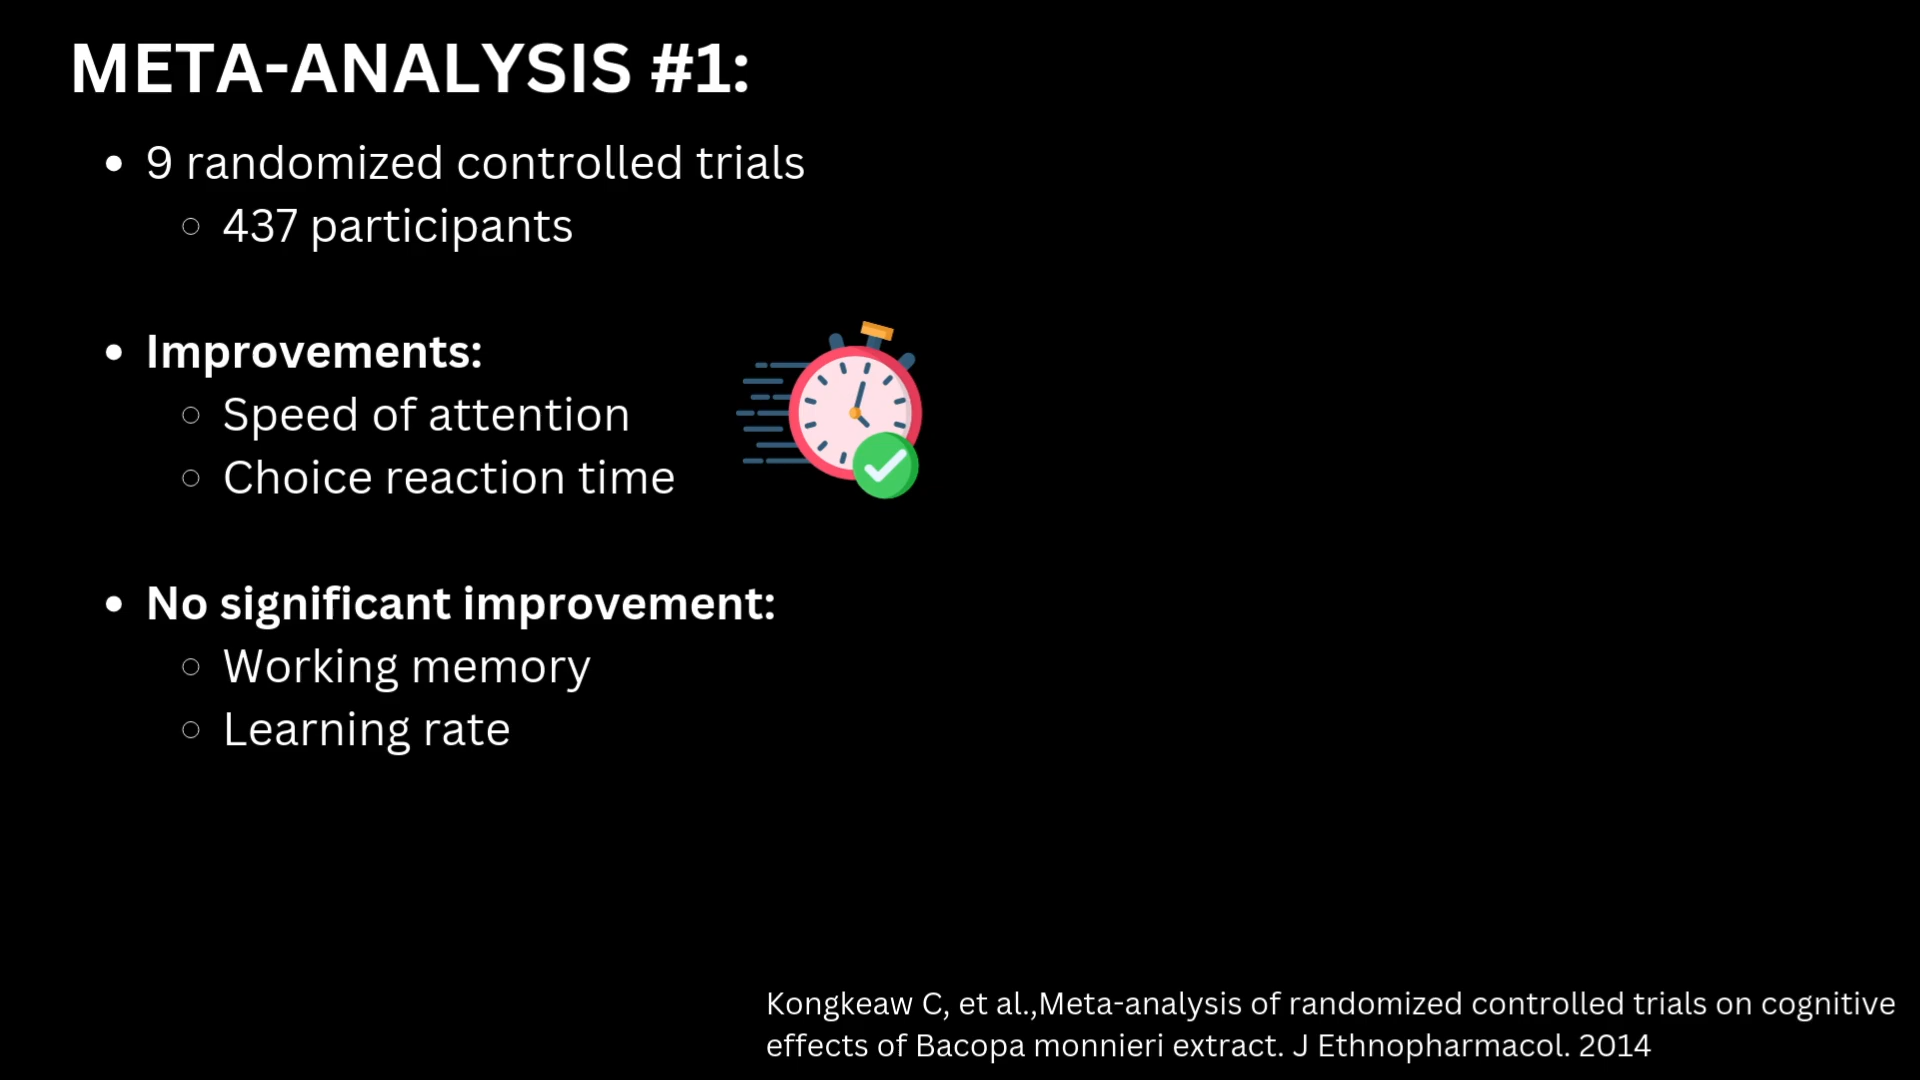 META-ANALYSIS #1:
• 9 randomized controlled trials
○ 437 participants
• Improvements:
○ Speed of attention
○ Choice reaction time
• No significant improvement:
○ Working memory
○ Learning rate
Kongkeaw C, et al.,Meta-analysis of randomized controlled trials on cognitive
effects of Bacopa monnieri extract. J Ethnopharmacol. 2014